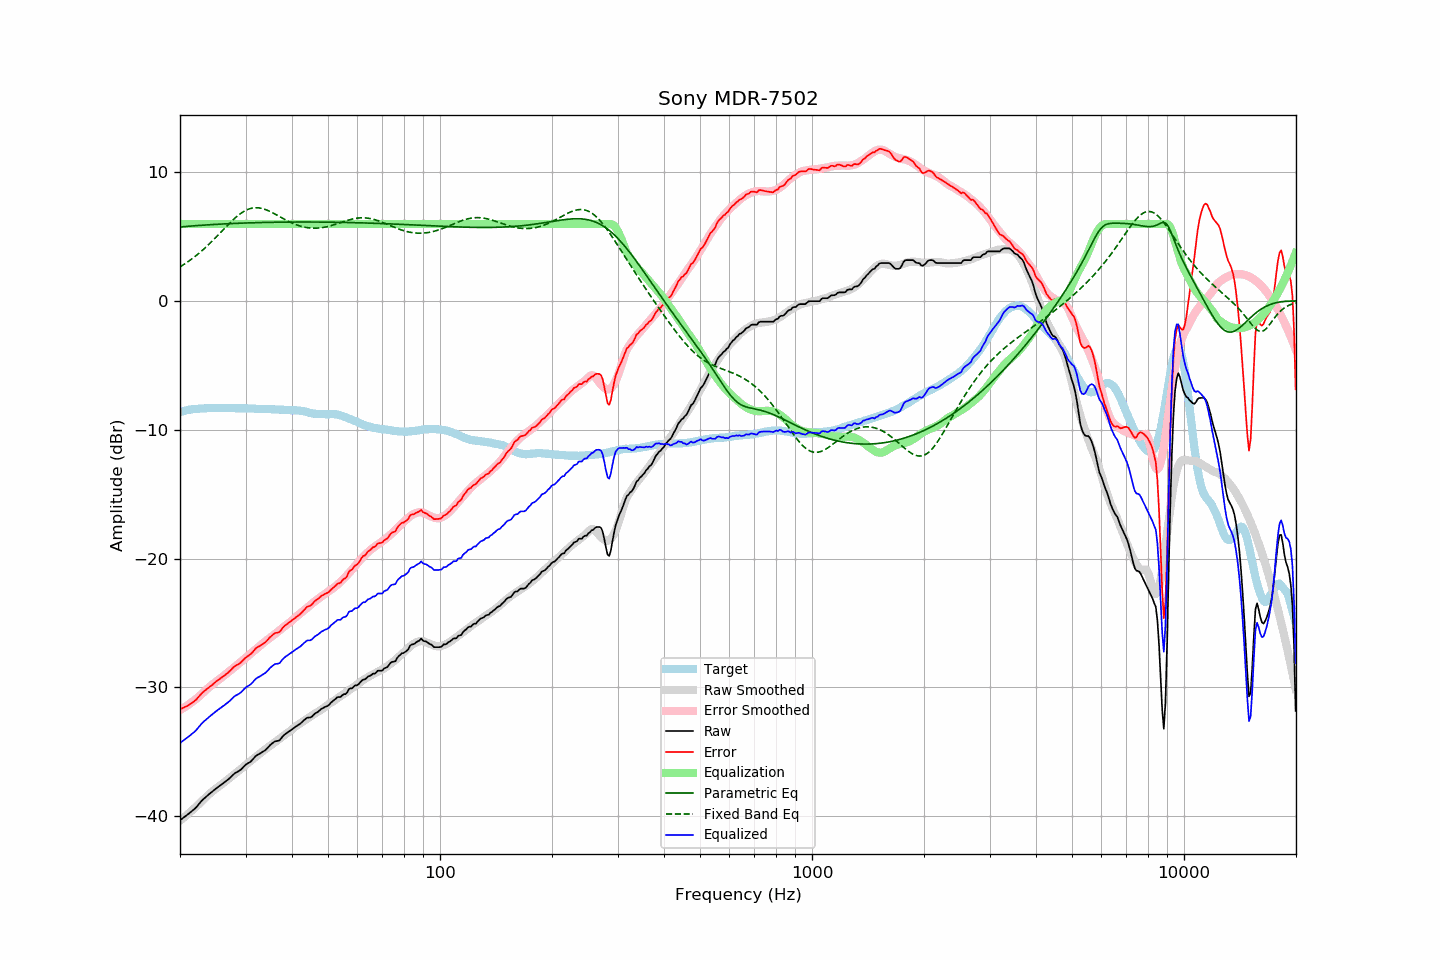 Sony MDR-7502
Amplitude (dBr)
10
0
−10
−20
−30
−40
Target
Raw Smoothed
Error Smoothed
Raw
Error
Equalization
Parametric Eq
Fixed Band Eq
Equalized
100
1000
10000
Frequency (Hz)